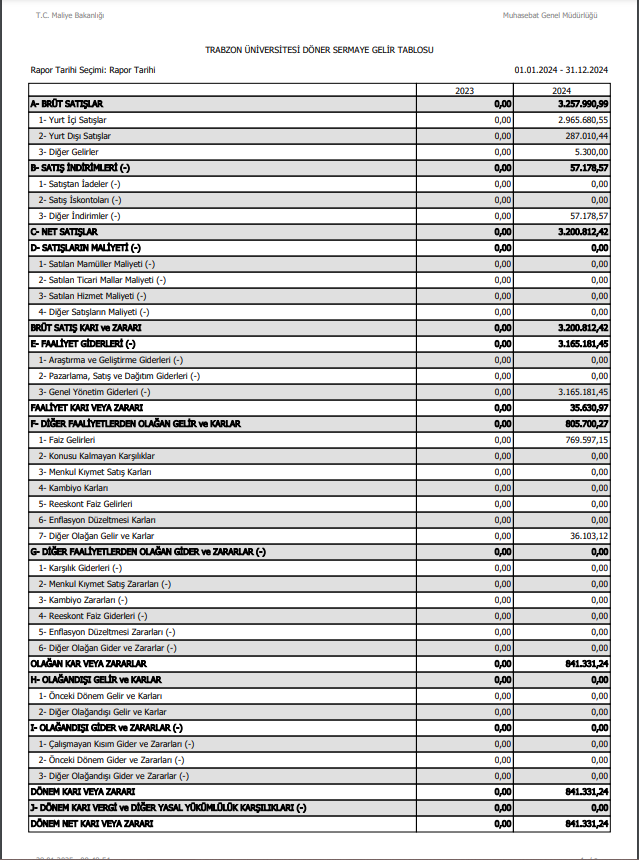 T.C. Maliye Bakanlığı Muhasebat Genel Müdürlüğü
TRABZON ÜNİVERSİTESİ DÖNER SERMAYE GELİR TABLOSU
Rapor Tarihi Seçimi: Rapor Tarihi 01.01.2024 - 31.12.2024
2023 2024
A- BRÜT SATIŞLAR 0,00 3.257.990,99
1- Yurt İçi Satışlar 0,00 2.965.680,55
2- Yurt Dışı Satışlar 0,00 287.010,44
3- Diğer Gelirler 0,00 5.300,00
B- SATIŞ İNDİRİMLERİ (-) 0,00 57.178,57
1- Satıştan İadeler (-) 0,00 0,00
2- Satış İskontoları (-) 0,00 0,00
3- Diğer İndirimler (-) 0,00 57.178,57
C- NET SATIŞLAR 0,00 3.200.812,42
D- SATIŞLARIN MALİYETİ (-) 0,00 0,00
1- Satılan Mamüller Maliyeti (-) 0,00 0,00
2- Satılan Ticari Mallar Maliyeti (-) 0,00 0,00
3- Satılan Hizmet Maliyeti (-) 0,00 0,00
4- Diğer Satışların Maliyeti (-) 0,00 0,00
BRÜT SATIŞ KARI ve ZARARI 0,00 3.200.812,42
E- FAALİYET GİDERLERİ (-) 0,00 3.165.181,45
1- Araştırma ve Geliştirme Giderleri (-) 0,00 0,00
2- Pazarlama, Satış ve Dağıtım Giderleri (-) 0,00 0,00
3- Genel Yönetim Giderleri (-) 0,00 3.165.181,45
FAALİYET KARI VEYA ZARARI 0,00 35.630,97
F- DİĞER FAALİYETLERDEN OLAĞAN GELİR ve KARLAR 0,00 805.700,27
1- Faiz Gelirleri 0,00 769.597,15
2- Konusu Kalmayan Karşılıklar 0,00 0,00
3- Menkul Kıymet Satış Karları 0,00 0,00
4- Kambiyo Karları 0,00 0,00
5- Reeskont Faiz Gelirleri 0,00 0,00
6- Enflasyon Düzeltmesi Karları 0,00 0,00
7- Diğer Olağan Gelir ve Karlar 0,00 36.103,12
G- DİĞER FAALİYETLERDEN OLAĞAN GİDER ve ZARARLAR (-) 0,00 0,00
1- Karşılık Giderleri (-) 0,00 0,00
2- Menkul Kıymet Satış Zararları (-) 0,00 0,00
3- Kambiyo Zararları (-) 0,00 0,00
4- Reeskont Faiz Giderleri (-) 0,00 0,00
5- Enflasyon Düzeltmesi Zararları (-) 0,00 0,00
6- Diğer Olağan Gider ve Zararlar (-) 0,00 0,00
OLAĞAN KAR VEYA ZARARLAR 0,00 841.331,24
H- OLAĞANDIŞI GELİR ve KARLAR 0,00 0,00
1- Önceki Dönem Gelir ve Karları 0,00 0,00
2- Diğer Olağandışı Gelir ve Karlar 0,00 0,00
I- OLAĞANDIŞI GİDER ve ZARARLAR (-) 0,00 0,00
1- Çalışmayan Kısım Gider ve Zararları (-) 0,00 0,00
2- Önceki Dönem Gider ve Zararları (-) 0,00 0,00
3- Diğer Olağandışı Gider ve Zararlar (-) 0,00 0,00
DÖNEM KARI VEYA ZARARI 0,00 841.331,24
J- DÖNEM KARI VERGİ ve DİĞER YASAL YÜKÜMLÜLÜK KARŞILIKLARI (-) 0,00 0,00
DÖNEM NET KARI VEYA ZARARI 0,00 841.331,24